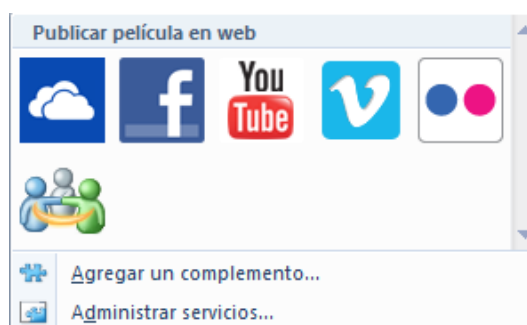 Publicar película en web
f
You
Tube
v
Agregar un complemento...
Administrar servicios...